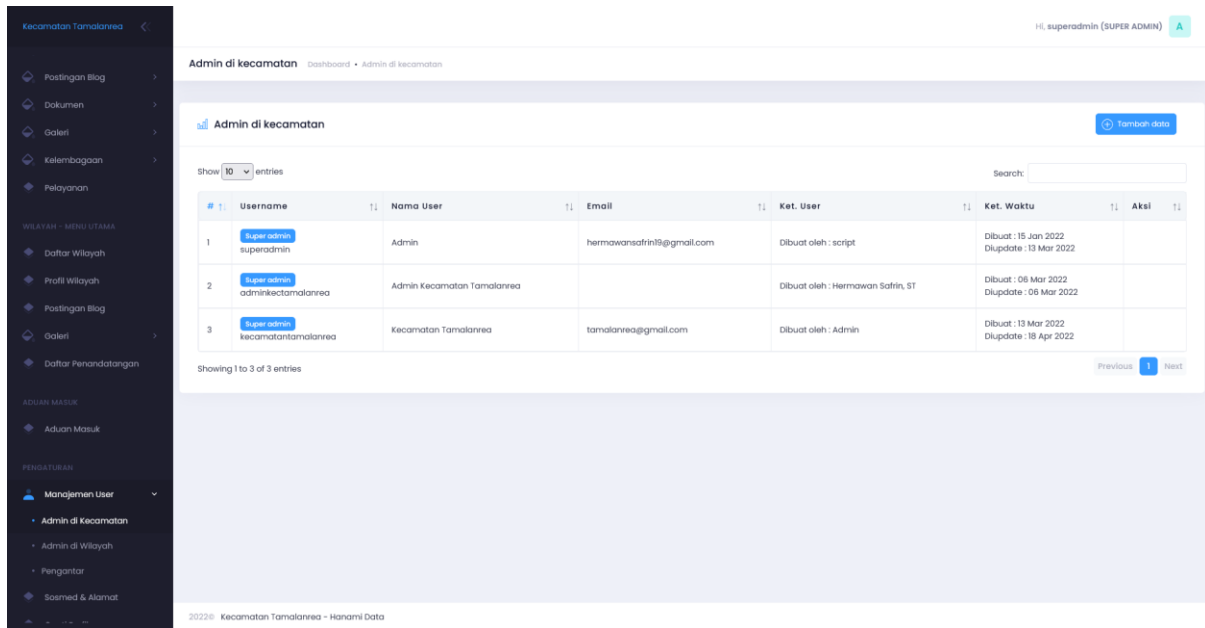 Kecamatan Tamalanrea
Hi, superadmin (SUPER ADMIN) A
Admin di kecamatan Dashboard • Admin di kecamatan
Postingan Blog
Dokumen
Galeri
Kelembagaan
Pelayanan
WILAYAH - MENU UTAMA
Daftar Wilayah
Profil Wilayah
Postingan Blog
Galeri
Daftar Penandatangan
ADUAN MASUK
Aduan Masuk
PENGATURAN
Manajemen User
Admin di Kecamatan
Admin di Wilayah
Pengantar
Sosmed & Alamat
Admin di kecamatan
Tambah data
Show 10 entries
Search:
# Username Nama User Email Ket. User Ket. Waktu Aksi
1 Super admin superadmin Admin hermawansafrin19@gmail.com Dibuat oleh : script Dibuat : 15 Jan 2022
Diupdate : 13 Mar 2022
2 Super admin adminkectamalanrea Admin Kecamatan Tamalanrea Dibuat oleh : Hermawan Safrin, ST Dibuat : 06 Mar 2022
Diupdate : 06 Mar 2022
3 Super admin kecamatantamalanrea Kecamatan Tamalanrea tamalanrea@gmail.com Dibuat oleh : Admin Dibuat : 13 Mar 2022
Diupdate : 18 Apr 2022
Showing 1 to 3 of 3 entries
Previous 1 Next
2022© Kecamatan Tamalanrea - Hanami Data